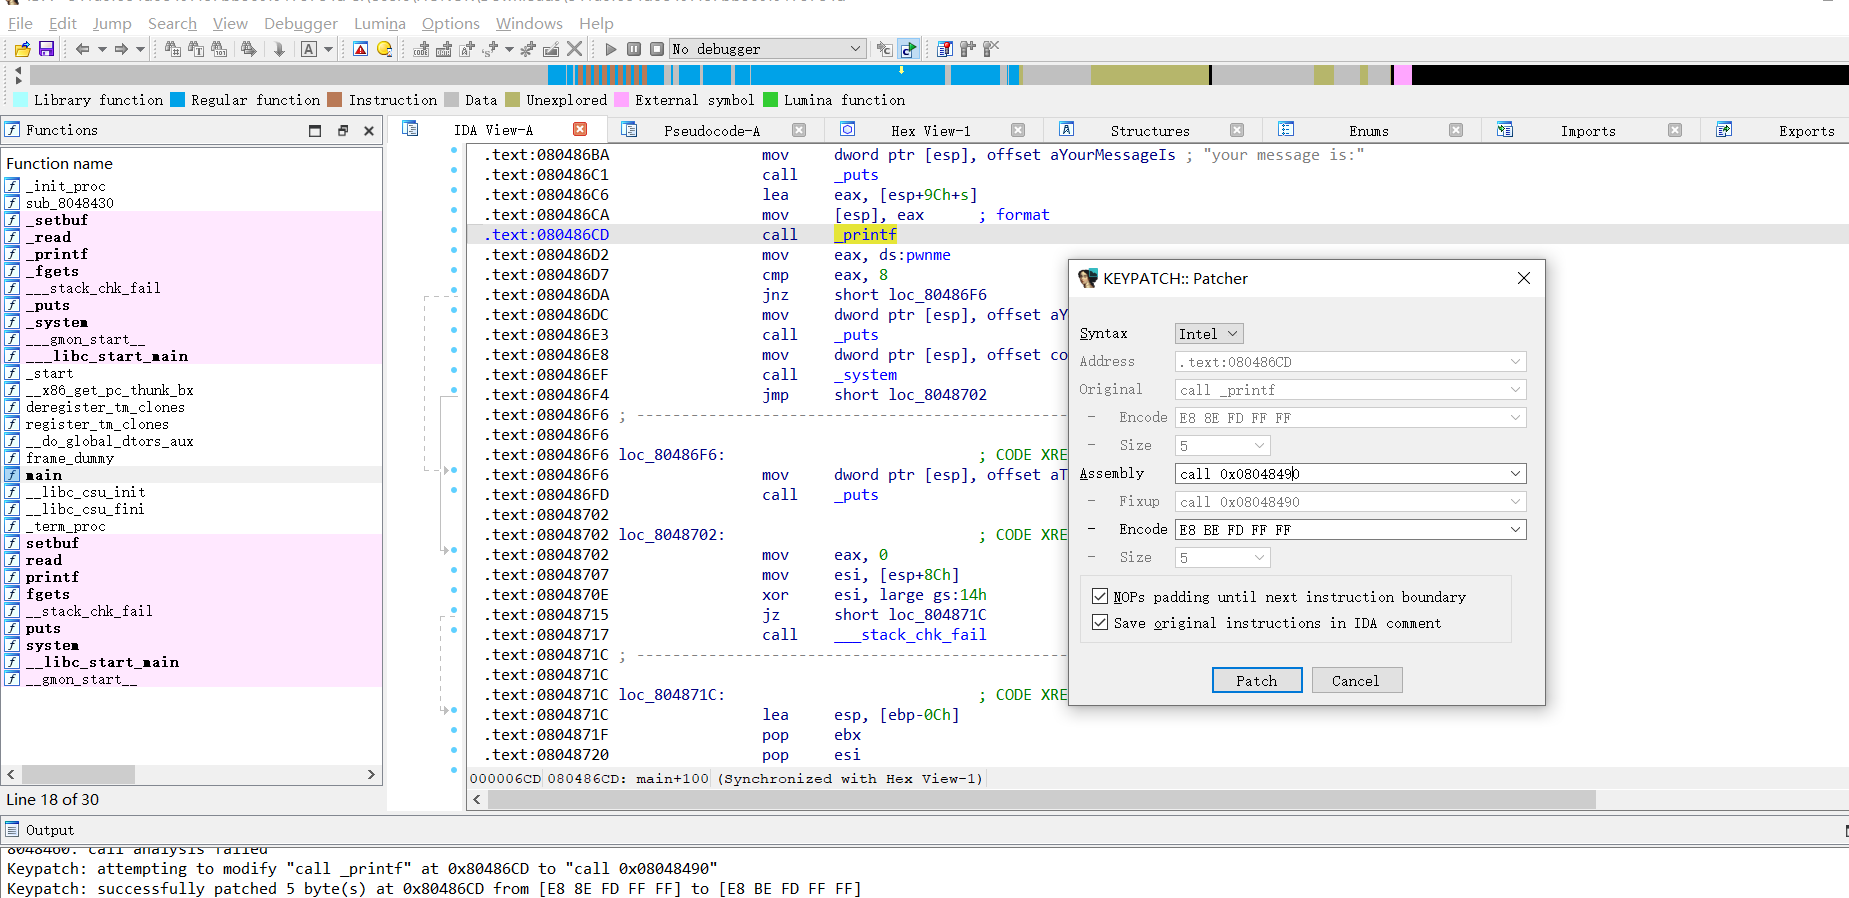 File Edit Jump Search View Debugger Lumina Options Windows Help
No debugger
Library function Regular function Instruction Data Unexplored External symbol Lumina function
Functions
Function name
_init_proc
sub_8048430
_setbuf
_read
_printf
_fgets
___stack_chk_fail
_puts
_system
___gmon_start__
___libc_start_main
_start
__x86_get_pc_thunk_bx
deregister_tm_clones
register_tm_clones
__do_global_dtors_aux
frame_dummy
main
__libc_csu_init
__libc_csu_fini
_term_proc
setbuf
read
printf
fgets
__stack_chk_fail
puts
system
__libc_start_main
__gmon_start__
Line 18 of 30
IDA View-A Pseudocode-A Hex View-1 Structures Enums Imports Exports
.text:080486BA mov dword ptr [esp], offset aYourMessageIs ; "your message is:"
.text:080486C1 call _puts
.text:080486C6 lea eax, [esp+9Ch+s]
.text:080486CA mov [esp], eax ; format
.text:080486CD call _printf
.text:080486D2 mov eax, ds:pwnme
.text:080486D7 cmp eax, 8
.text:080486DA jnz short loc_80486F6
.text:080486DC mov dword ptr [esp], offset aY
.text:080486E3 call _puts
.text:080486E8 mov dword ptr [esp], offset co
.text:080486EF call _system
.text:080486F4 jmp short loc_8048702
.text:080486F6 ; ------------------------------------------------
.text:080486F6
.text:080486F6 loc_80486F6: ; CODE XRE
.text:080486F6 mov dword ptr [esp], offset aT
.text:080486FD call _puts
.text:08048702
.text:08048702 loc_8048702: ; CODE XRE
.text:08048702 mov eax, 0
.text:08048707 mov esi, [esp+8Ch]
.text:0804870E xor esi, large gs:14h
.text:08048715 jz short loc_804871C
.text:08048717 call ___stack_chk_fail
.text:0804871C ; ------------------------------------------------
.text:0804871C
.text:0804871C loc_804871C: ; CODE XRE
.text:0804871C lea esp, [ebp-0Ch]
.text:0804871F pop ebx
.text:08048720 pop esi
000006CD 080486CD: main+100 (Synchronized with Hex View-1)
KEYPATCH:: Patcher
Syntax Intel
Address .text:080486CD
Original call _printf
- Encode E8 8E FD FF FF
- Size 5
Assembly call 0x08048490
- Fixup call 0x08048490
- Encode E8 BE FD FF FF
- Size 5
NOPs padding until next instruction boundary
Save original instructions in IDA comment
Patch Cancel
Output
8048460: call analysis failed
Keypatch: attempting to modify "call _printf" at 0x80486CD to "call 0x08048490"
Keypatch: successfully patched 5 byte(s) at 0x80486CD from [E8 8E FD FF FF] to [E8 BE FD FF FF]